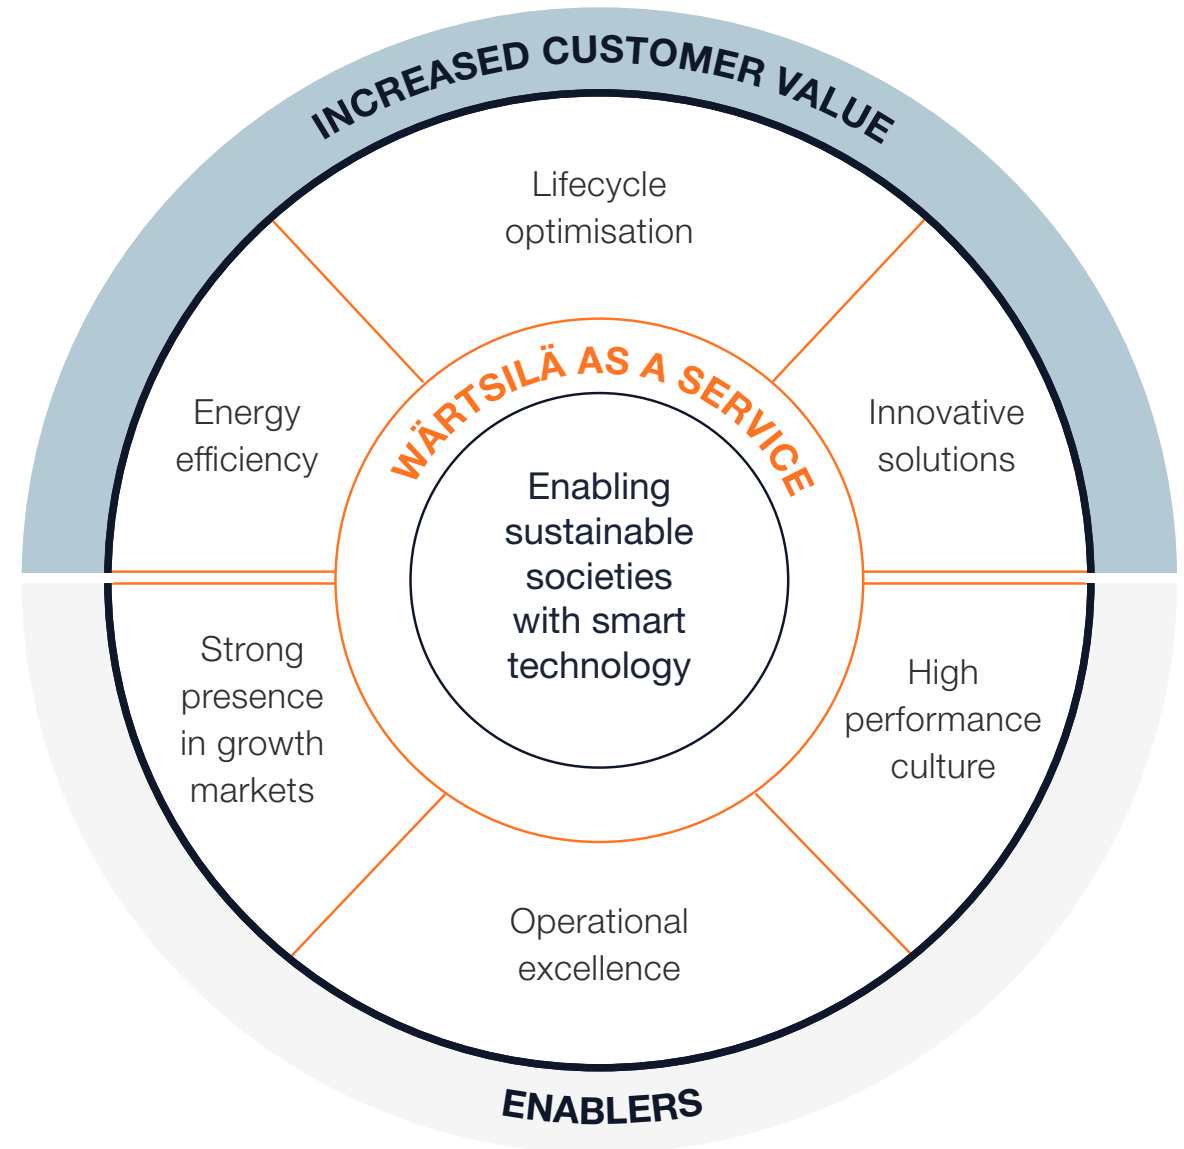 INCREASED CUSTOMER VALUE
Lifecycle
optimisation
Energy
efficiency
Innovative
solutions
WÄRTSILÄ AS A SERVICE
Enabling
sustainable
societies
with smart
technology
Strong
presence
in growth
markets
High
performance
culture
Operational
excellence
ENABLERS